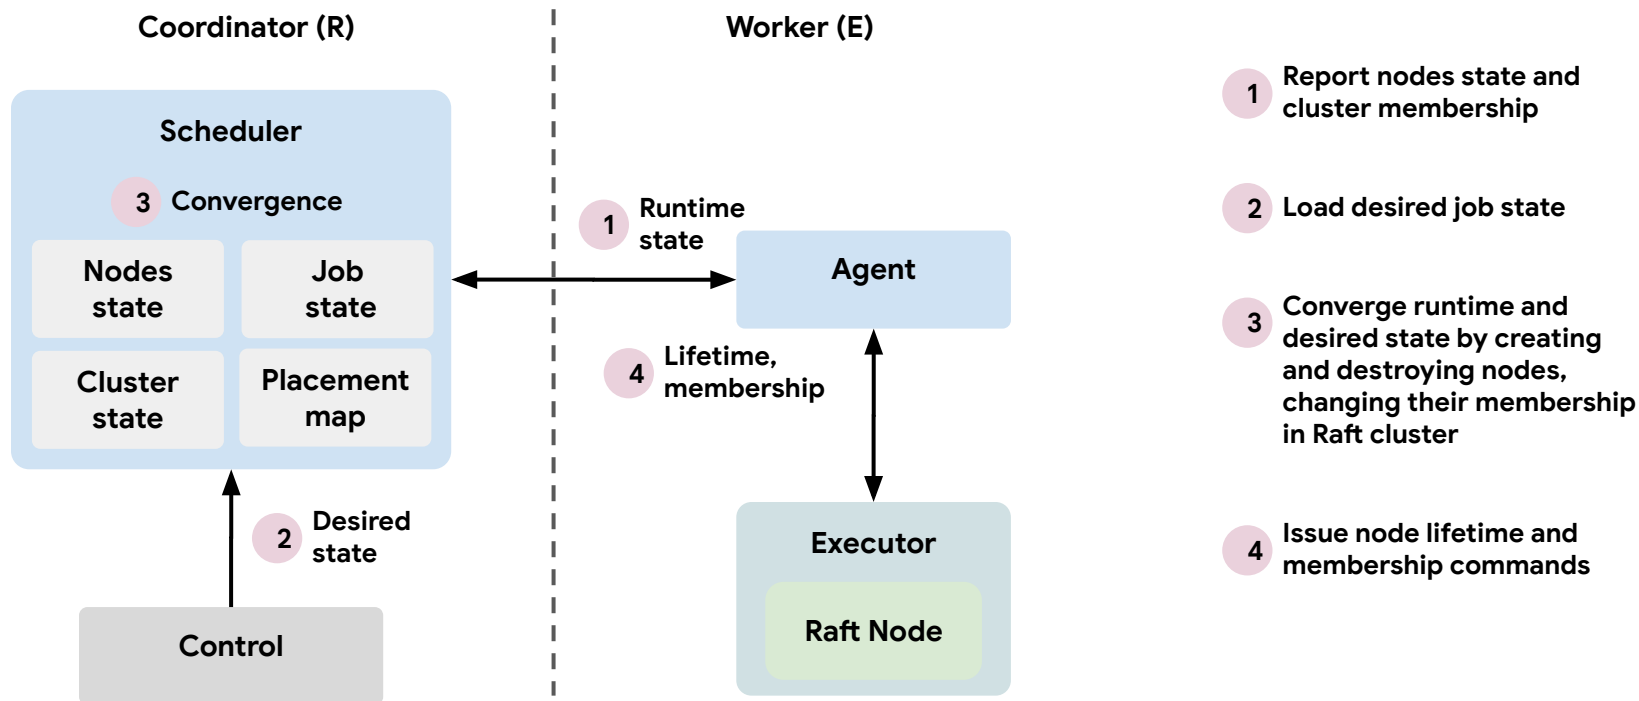 Coordinator (R)
Worker (E)
Scheduler
3 Convergence
Nodes
state
Job
state
Cluster
state
Placement
map
2 Desired
state
Control
1 Runtime
state
Agent
4 Lifetime,
membership
Executor
Raft Node
1 Report nodes state and
cluster membership
2 Load desired job state
3 Converge runtime and
desired state by creating
and destroying nodes,
changing their membership
in Raft cluster
4 Issue node lifetime and
membership commands